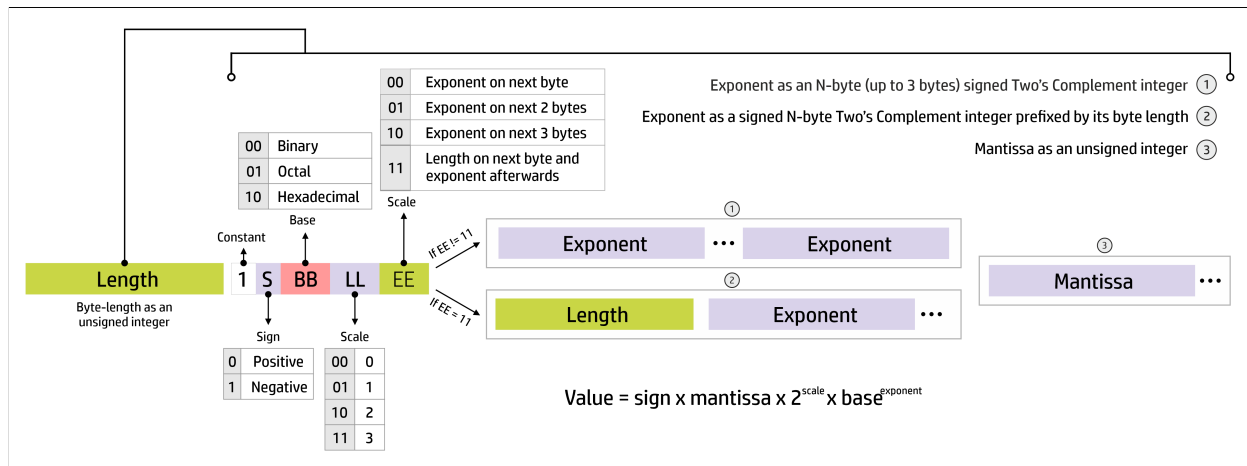 00 Exponent on next byte
01 Exponent on next 2 bytes
10 Exponent on next 3 bytes
11 Length on next byte and
exponent afterwards
Scale
Exponent as an N-byte (up to 3 bytes) signed Two's Complement integer 1
Exponent as a signed N-byte Two's Complement integer prefixed by its byte length 2
Mantissa as an unsigned integer 3
00 Binary
01 Octal
10 Hexadecimal
Base
Constant
Length
Byte-length as an
unsigned integer
1 S BB LL EE
If EE != 11
If EE = 11
1
Exponent ••• Exponent
2
Length Exponent •••
3
Mantissa •••
Sign
0 Positive
1 Negative
Scale
00 0
01 1
10 2
11 3
Value = sign x mantissa x 2^scale x base^exponent